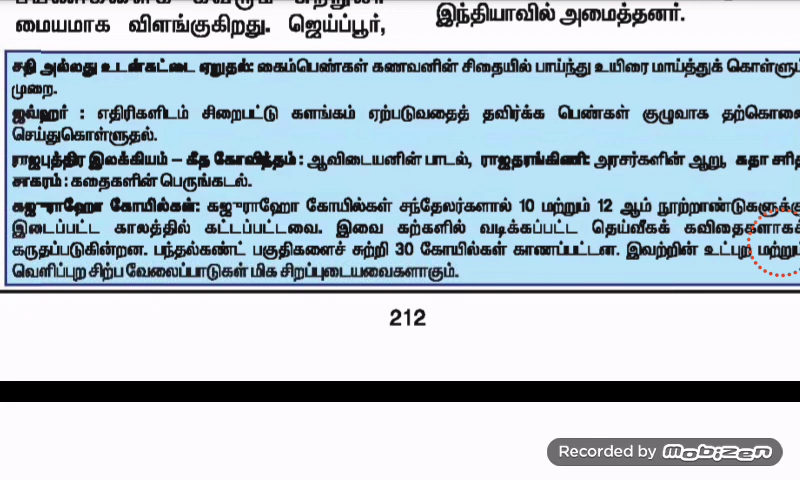 மையமாக விளங்குகிறது. ஜெய்ப்பூர்,
இந்தியாவில் அமைத்தனர்.
சதி அல்லது உடன்கட்டை ஏறுதல்: கைம்பெண்கள் கணவனின் சிதையில் பாய்ந்து உயிரை மாய்த்துக் கொள்ளும்
முறை.
ஜவ்ஹர் : எதிரிகளிடம் சிறைபட்டு களங்கம் ஏற்படுவதைத் தவிர்க்க பெண்கள் குழுவாக தற்கொலை
செய்துகொள்ளுதல்.
ராஜபுத்திர இலக்கியம் – கீத கோவிந்தம் : ஆவிடையனின் பாடல், ராஜதரங்கிணி: அரசர்களின் ஆறு, கதா சரித
சாகரம் : கதைகளின் பெருங்கடல்.
கஜுராஹோ கோயில்கள்: கஜுராஹோ கோயில்கள் சந்தேலர்களால் 10 மற்றும் 12 ஆம் நூற்றாண்டுகளுக்கு
இடைப்பட்ட காலத்தில் கட்டப்பட்டவை. இவை கற்களில் வடிக்கப்பட்ட தெய்வீகக் கவிதைகளாகக்
கருதப்படுகின்றன. பந்தல்கண்ட் பகுதிகளைச் சுற்றி 30 கோயில்கள் காணப்பட்டன. இவற்றின் உட்புற மற்றும்
வெளிப்புற சிற்ப வேலைப்பாடுகள் மிக சிறப்புடையவைகளாகும்.
212
Recorded by mobizen